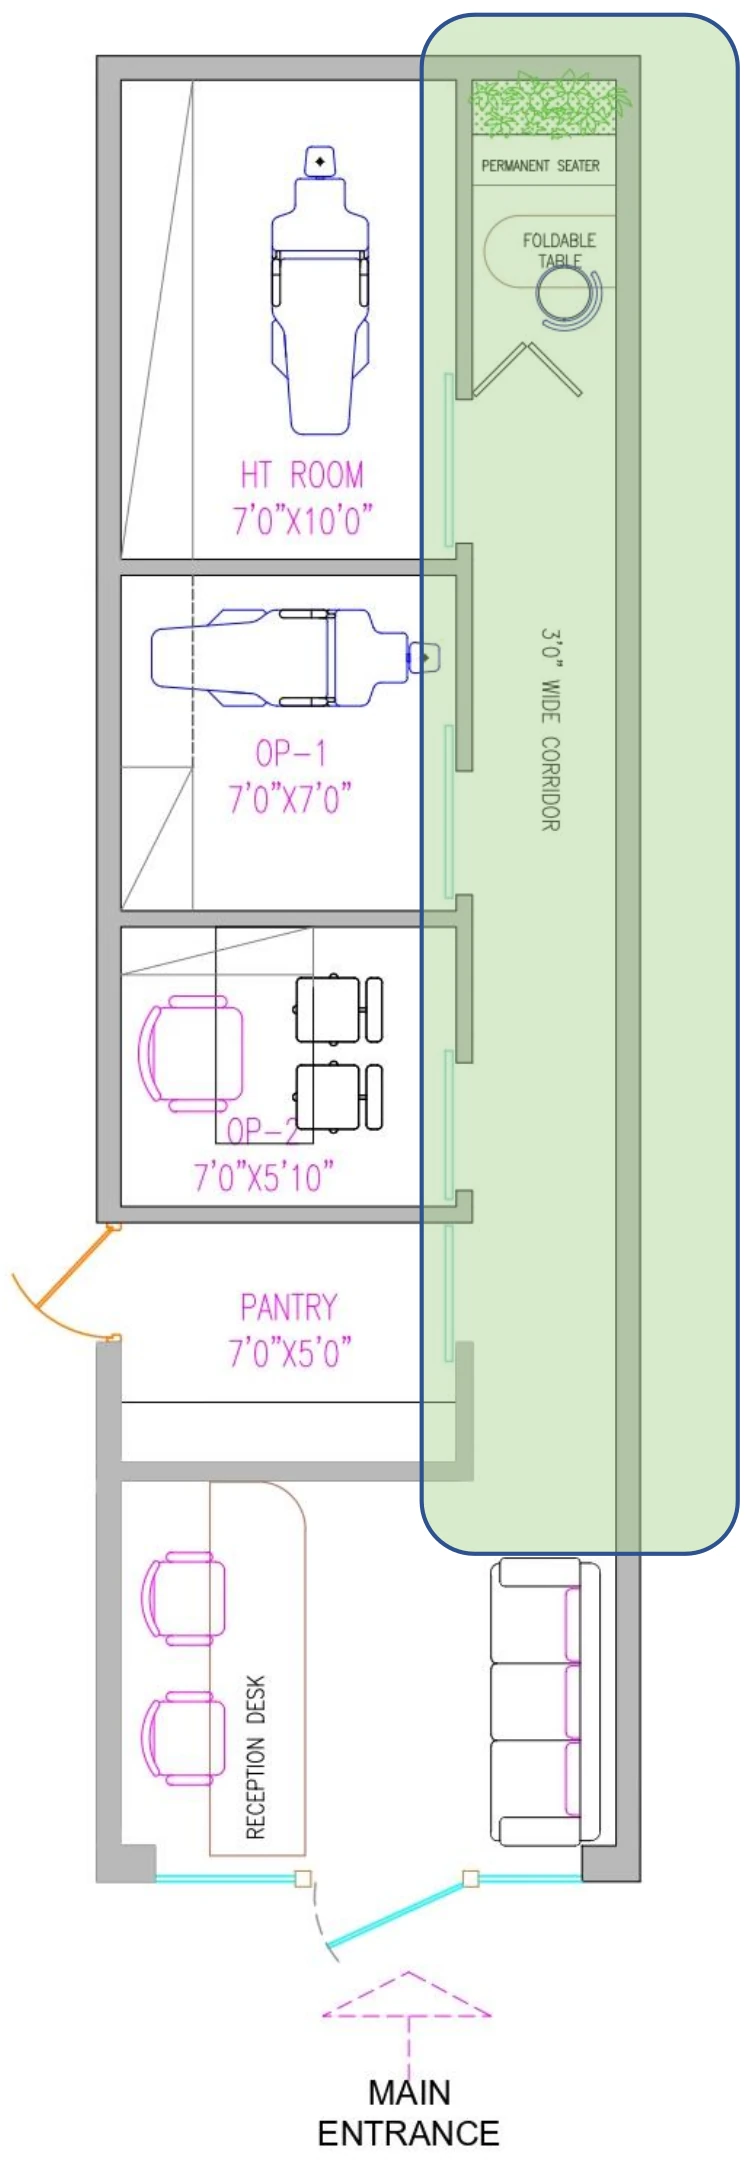 PERMANENT SEATER
FOLDABLE
TABLE
HT ROOM
7'0"X10'0"
3'0" WIDE CORRIDOR
OP-1
7'0"X7'0"
OP-2
7'0"X5'10"
PANTRY
7'0"X5'0"
RECEPTION DESK
MAIN
ENTRANCE